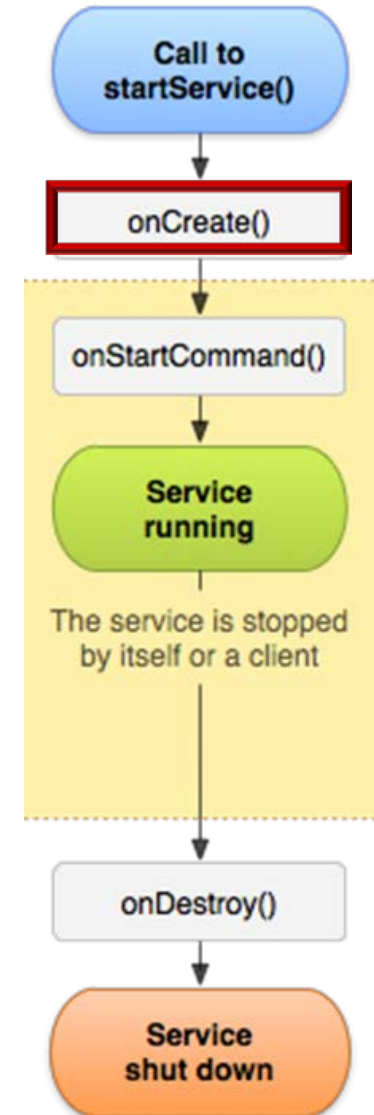 Call to
startService()
onCreate()
onStartCommand()
Service
running
The service is stopped
by itself or a client
onDestroy()
Service
shut down